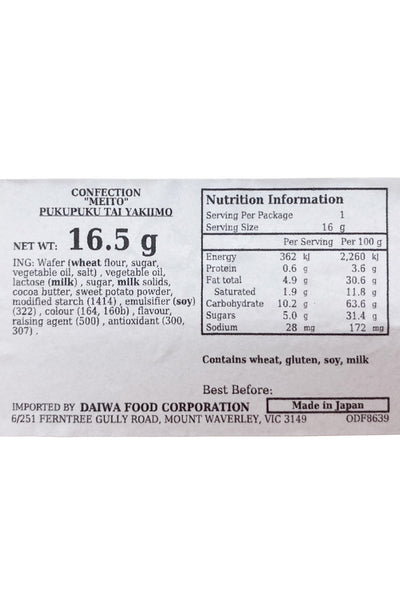 CONFECTION
"MEITO"
PUKUPUKU TAI YAKIIMO
NET WT: 16.5 g
ING: Wafer (wheat flour, sugar,
vegetable oil, salt) , vegetable oil,
lactose (milk) , sugar, milk solids,
cocoa butter, sweet potato powder,
modified starch (1414) , emulsifier (soy)
(322) , colour (164, 160b) , flavour,
raising agent (500) , antioxidant (300,
307) .
Nutrition Information
Serving Per Package 1
Serving Size 16 g
Per Serving Per 100 g
Energy 362 kJ 2,260 kJ
Protein 0.6 g 3.6 g
Fat total 4.9 g 30.6 g
Saturated 1.9 g 11.8 g
Carbohydrate 10.2 g 63.6 g
Sugars 5.0 g 31.4 g
Sodium 28 mg 172 mg
Contains wheat, gluten, soy, milk
Best Before:
IMPORTED BY DAIWA FOOD CORPORATION Made in Japan
6/251 FERNTREE GULLY ROAD, MOUNT WAVERLEY, VIC 3149 ODF8639